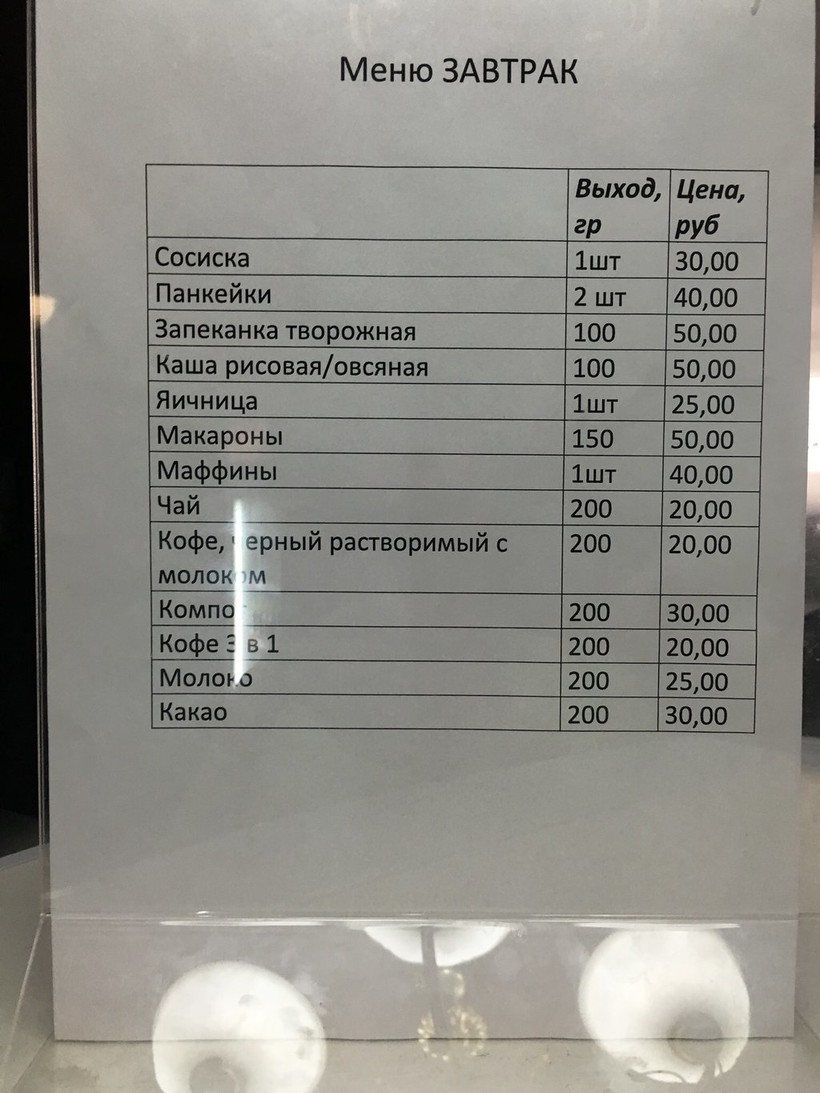 Меню ЗАВТРАК
Выход, гр Цена, руб
Сосиска 1шт 30,00
Панкейки 2 шт 40,00
Запеканка творожная 100 50,00
Каша рисовая/овсяная 100 50,00
Яичница 1шт 25,00
Макароны 150 50,00
Маффины 1шт 40,00
Чай 200 20,00
Кофе, черный растворимый с 200 20,00
молоком
Компот 200 30,00
Кофе 3 в 1 200 20,00
Молоко 200 25,00
Какао 200 30,00